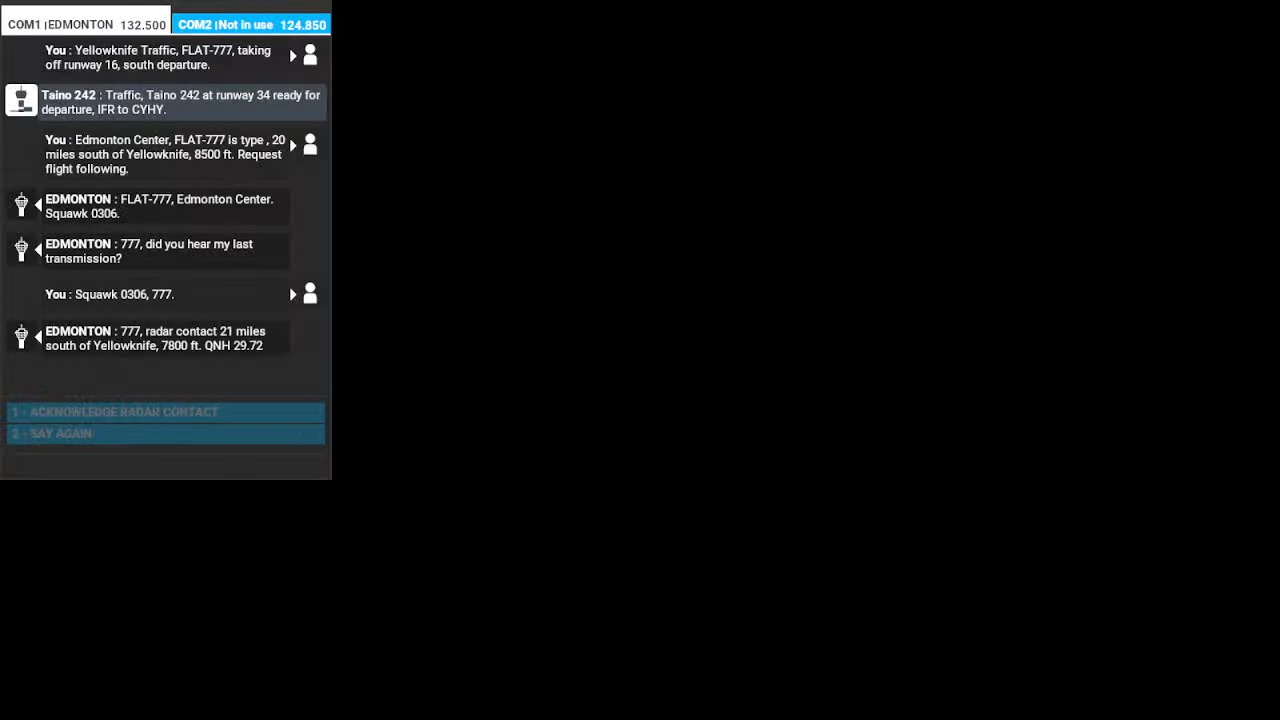 COM1 | EDMONTON 132.500 COM2 | Not in use 124.850
You : Yellowknife Traffic, FLAT-777, taking
off runway 16, south departure.
Taino 242 : Traffic, Taino 242 at runway 34 ready for
departure, IFR to CYHY.
You : Edmonton Center, FLAT-777 is type , 20
miles south of Yellowknife, 8500 ft. Request
flight following.
EDMONTON : FLAT-777, Edmonton Center.
Squawk 0306.
EDMONTON : 777, did you hear my last
transmission?
You : Squawk 0306, 777.
EDMONTON : 777, radar contact 21 miles
south of Yellowknife, 7800 ft. QNH 29.72
1 - ACKNOWLEDGE RADAR CONTACT
2 - SAY AGAIN